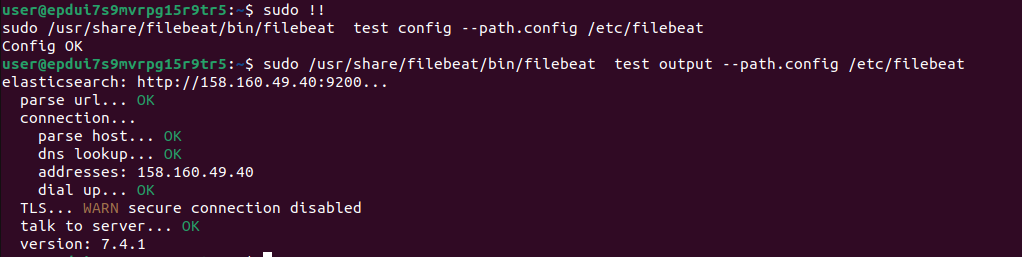 user@epdui7s9mvrpg15r9tr5:~$ sudo !!
sudo /usr/share/filebeat/bin/filebeat  test config --path.config /etc/filebeat
Config OK
user@epdui7s9mvrpg15r9tr5:~$ sudo /usr/share/filebeat/bin/filebeat  test output --path.config /etc/filebeat
elasticsearch: http://158.160.49.40:9200...
  parse url... OK
  connection...
    parse host... OK
    dns lookup... OK
    addresses: 158.160.49.40
    dial up... OK
  TLS... WARN secure connection disabled
  talk to server... OK
  version: 7.4.1